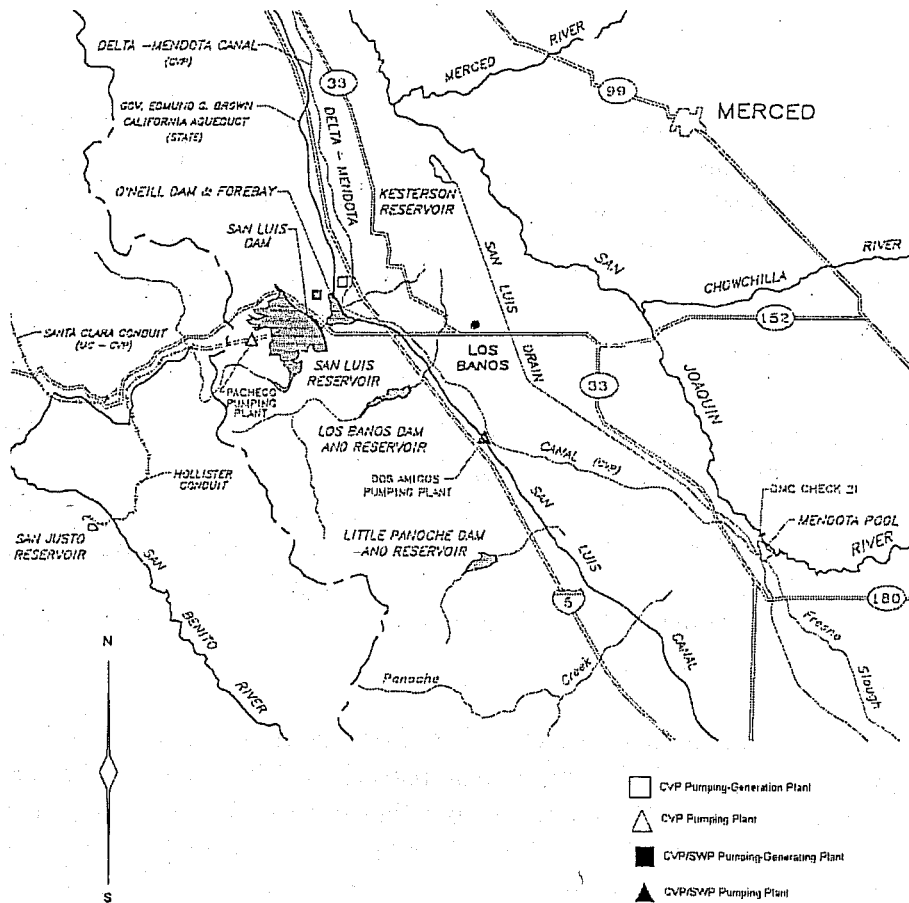 DELTA -MENDOTA CANAL
(CVP)
GOV. EDMUND G. BROWN
CALIFORNIA AQUEDUCT
(STATE)
O'NEILL DAM & FOREBAY
SAN LUIS
DAM
33
DELTA - MENDOTA
MERCED RIVER
99
MERCED
KESTERSON
RESERVOIR
SAN LUIS DRAIN
SAN JOAQUIN RIVER
CHOWCHILLA RIVER
152
SANTA CLARA CONDUIT
LOS
BANOS
SAN LUIS
RESERVOIR
PACHECO
PUMPING
PLANT
33
LOS BANOS DAM
AND RESERVOIR
CANAL (CVP)
DOS AMIGOS
PUMPING PLANT
HOLLISTER
CONDUIT
DMC CHECK 21
MENDOTA POOL
SAN JUSTO
RESERVOIR
LITTLE PANOCHE DAM
AND RESERVOIR
SAN LUIS CANAL
5
180
SAN BENITO RIVER
Fresno Slough
Panoche Creek
N
S
CVP Pumping-Generation Plant
CVP Pumping Plant
CVP/SWP Pumping-Generating Plant
CVP/SWP Pumping Plant